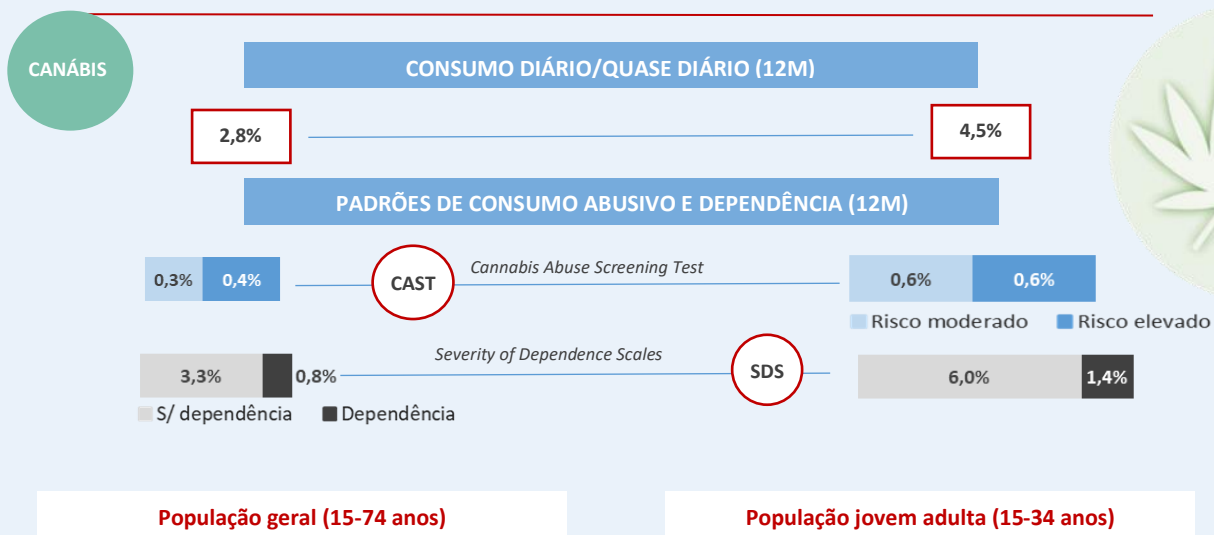 CANÁBIS
CONSUMO DIÁRIO/QUASE DIÁRIO (12M)
2,8%
4,5%
PADRÕES DE CONSUMO ABUSIVO E DEPENDÊNCIA (12M)
0,3% 0,4%
CAST
Cannabis Abuse Screening Test
0,6% 0,6%
Risco moderado Risco elevado
3,3% 0,8%
Severity of Dependence Scales
SDS
6,0% 1,4%
S/ dependência Dependência
População geral (15-74 anos)
População jovem adulta (15-34 anos)